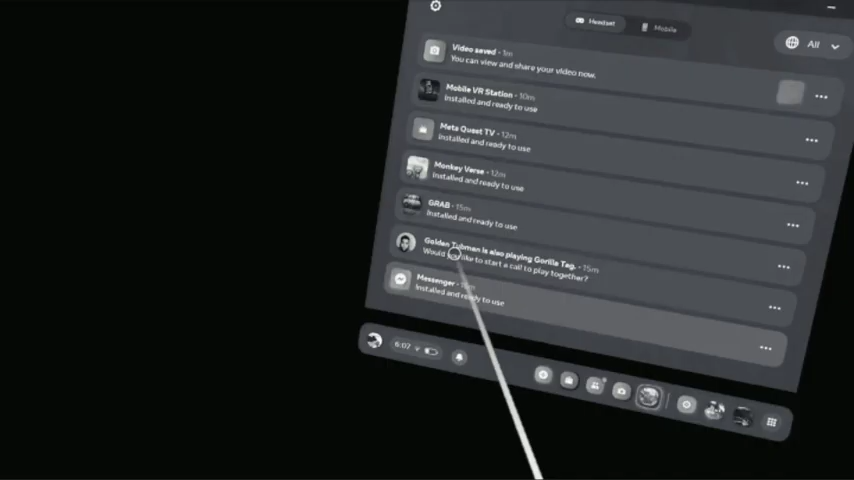 Headset
Mobile
All
Video saved • 1m
You can view and share your video now.
Mobile VR Station • 10m
Installed and ready to use
Meta Quest TV • 12m
Installed and ready to use
Monkey Verse • 12m
Installed and ready to use
GRAB • 15m
Installed and ready to use
Golden Tubman is also playing Gorilla Tag. • 15m
Would you like to start a call to play together?
Messenger •
Installed and ready to use
6:02